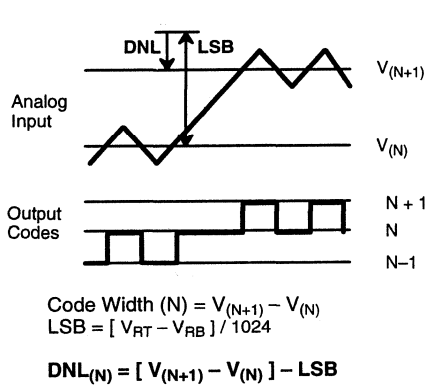 DNL LSB
V(N+1)
Analog
Input
V(N)
N + 1
Output
Codes
N
N–1
Code Width (N) = V(N+1) – V(N)
LSB = [ VRT – VRB ] / 1024
DNL(N) = [ V(N+1) – V(N) ] – LSB